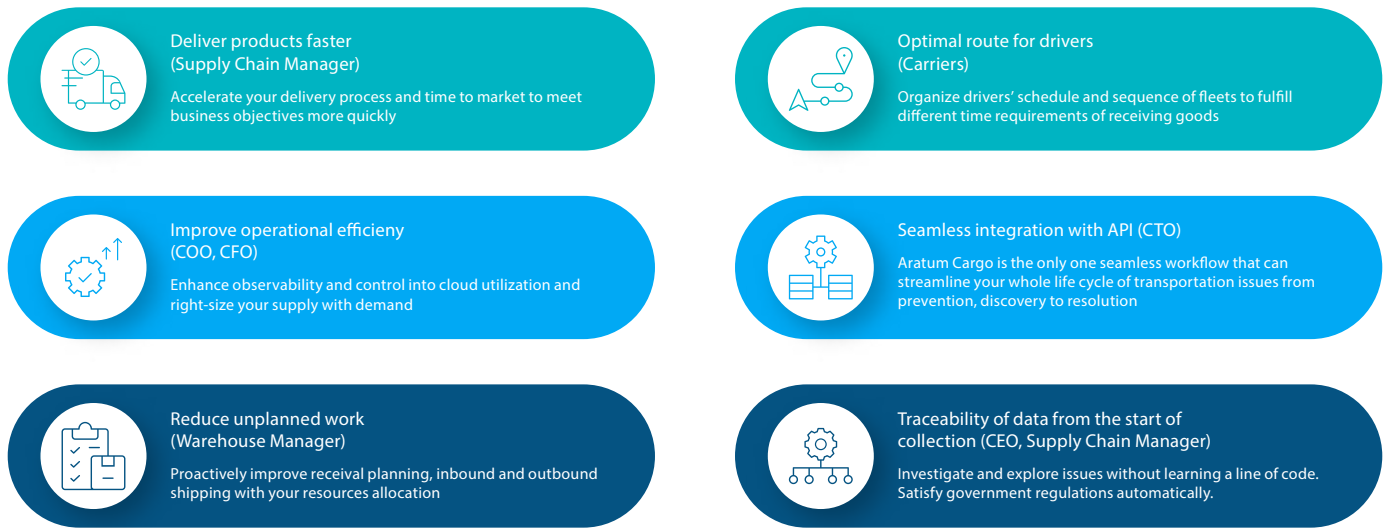 Deliver products faster
(Supply Chain Manager)
Accelerate your delivery process and time to market to meet
business objectives more quickly
Optimal route for drivers
(Carriers)
Organize drivers’ schedule and sequence of fleets to fulfill
different time requirements of receiving goods
Improve operational efficieny
(COO, CFO)
Enhance observability and control into cloud utilization and
right-size your supply with demand
Seamless integration with API (CTO)
Aratum Cargo is the only one seamless workflow that can
streamline your whole life cycle of transportation issues from
prevention, discovery to resolution
Reduce unplanned work
(Warehouse Manager)
Proactively improve receival planning, inbound and outbound
shipping with your resources allocation
Traceability of data from the start of
collection (CEO, Supply Chain Manager)
Investigate and explore issues without learning a line of code.
Satisfy government regulations automatically.